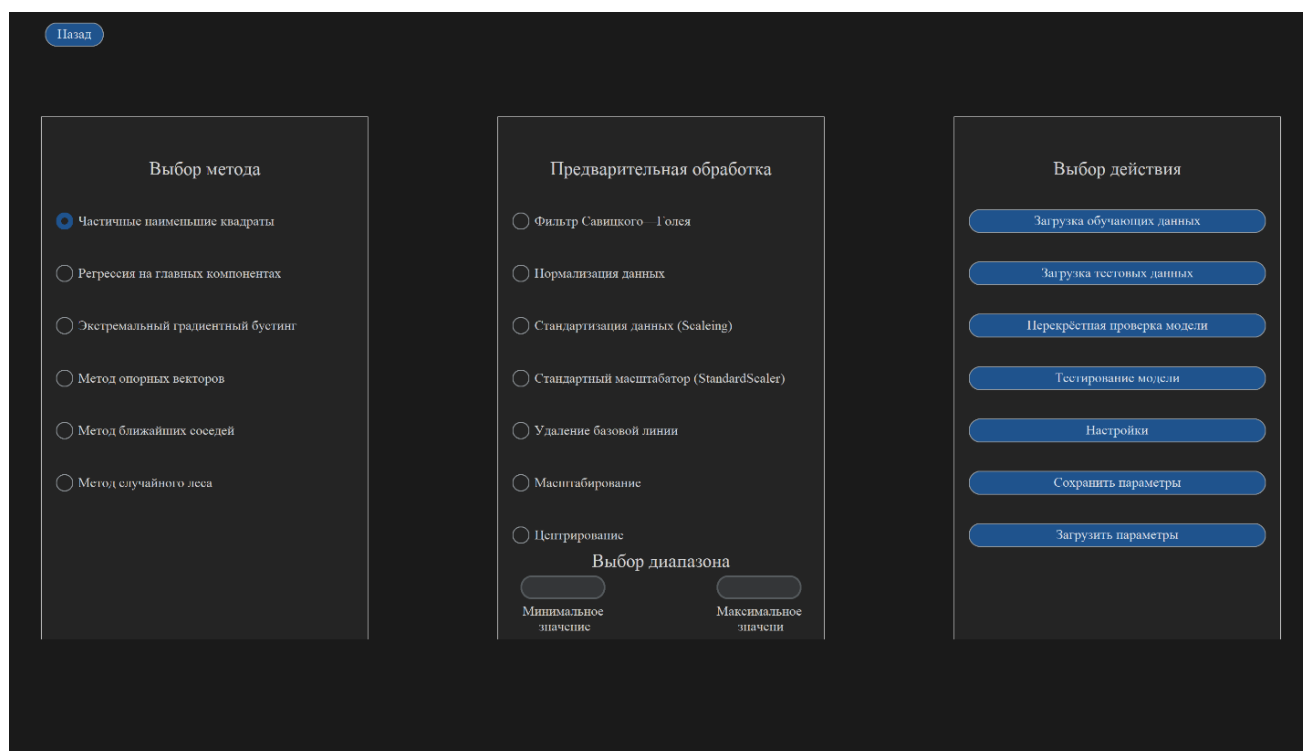 Назад
Выбор метода
Частичные наименьшие квадраты
Регрессия на главных компонентах
Экстремальный градиентный бустинг
Метод опорных векторов
Метод ближайших соседей
Метод случайного леса
Предварительная обработка
Фильтр Савицкого—Голея
Нормализация данных
Стандартизация данных (Scaleing)
Стандартный масштабатор (StandardScaler)
Удаление базовой линии
Масштабирование
Центрирование
Выбор диапазона
Минимальное
значение
Максимальное
значени
Выбор действия
Загрузка обучающих данных
Загрузка тестовых данных
Перекрёстная проверка модели
Тестирование модели
Настройки
Сохранить параметры
Загрузить параметры